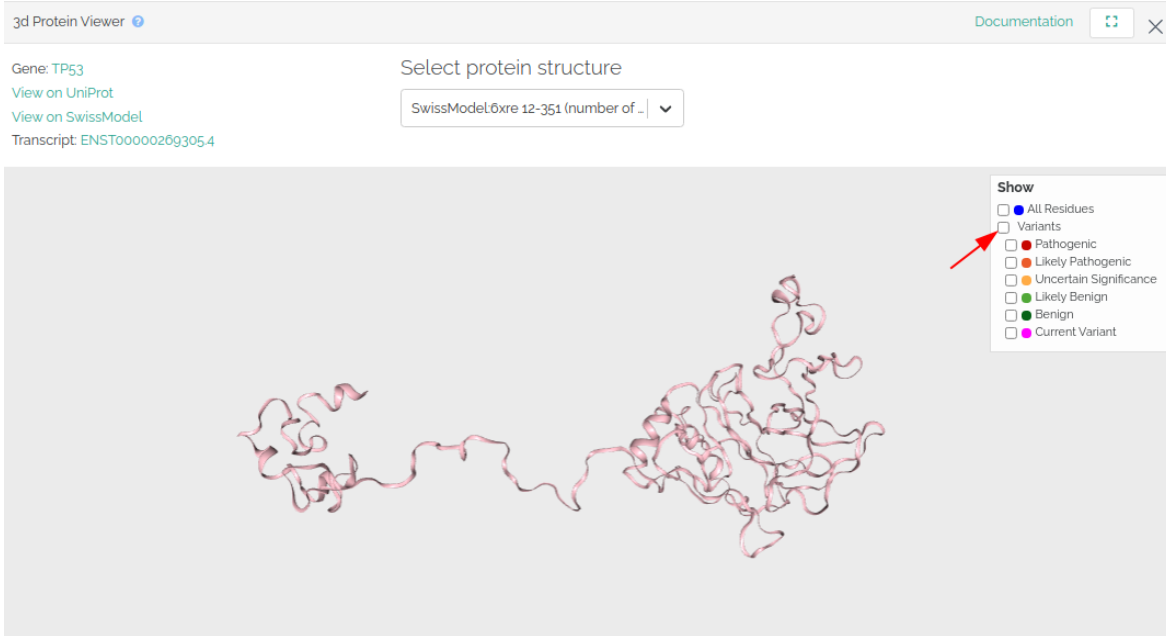 3d Protein Viewer ?
Documentation
Gene: TP53
View on UniProt
View on SwissModel
Transcript: ENST00000269305.4
Select protein structure
SwissModel:6xre 12-351 (number of ...
Show
All Residues
Variants
Pathogenic
Likely Pathogenic
Uncertain Significance
Likely Benign
Benign
Current Variant